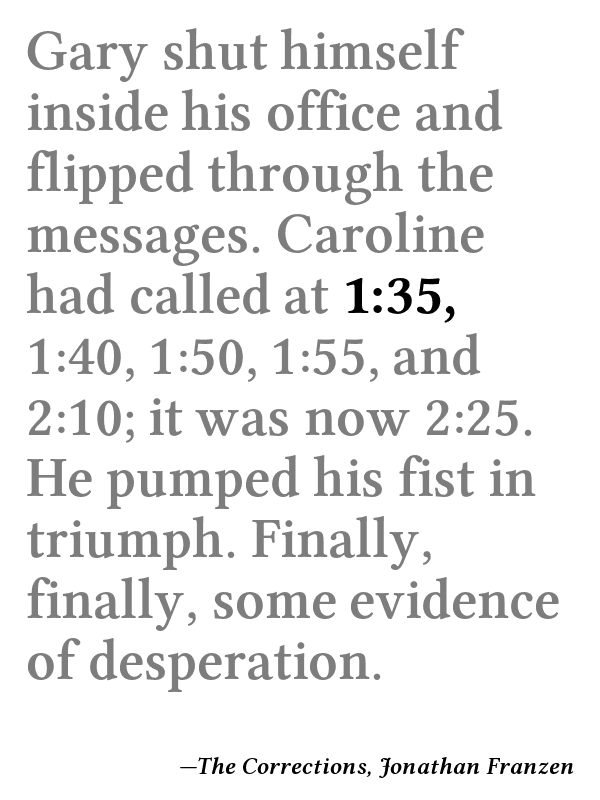 Gary shut himself
inside his office and
flipped through the
messages. Caroline
had called at 1:35,
1:40, 1:50, 1:55, and
2:10; it was now 2:25.
He pumped his fist in
triumph. Finally,
finally, some evidence
of desperation.
—The Corrections, Jonathan Franzen